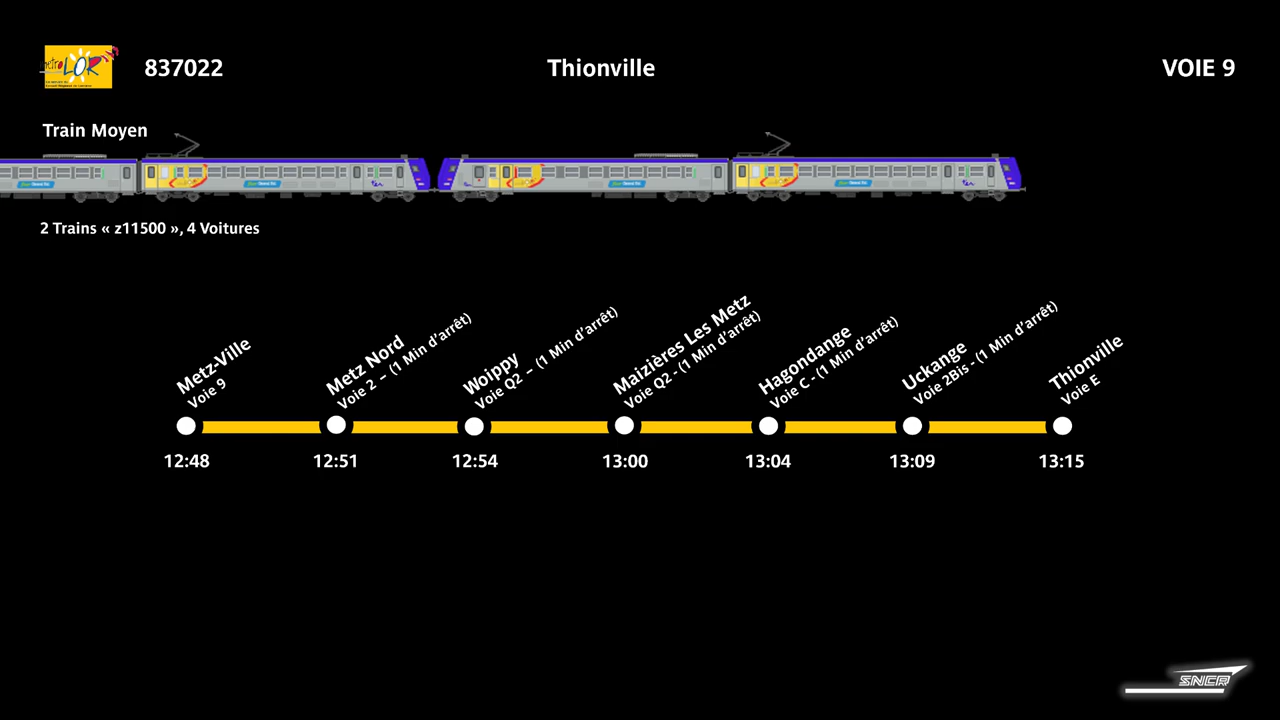 métroLOR
837022
Thionville
VOIE 9
Train Moyen
2 Trains « z11500 », 4 Voitures
Metz-Ville
Voie 9
Metz Nord
Voie 2 – (1 Min d'arrêt)
Woippy
Voie Q2 – (1 Min d'arrêt)
Maizières Les Metz
Voie Q2 - (1 Min d'arrêt)
Hagondange
Voie C - (1 Min d'arrêt)
Uckange
Voie 2Bis - (1 Min d'arrêt)
Thionville
Voie E
12:48
12:51
12:54
13:00
13:04
13:09
13:15
SNCF